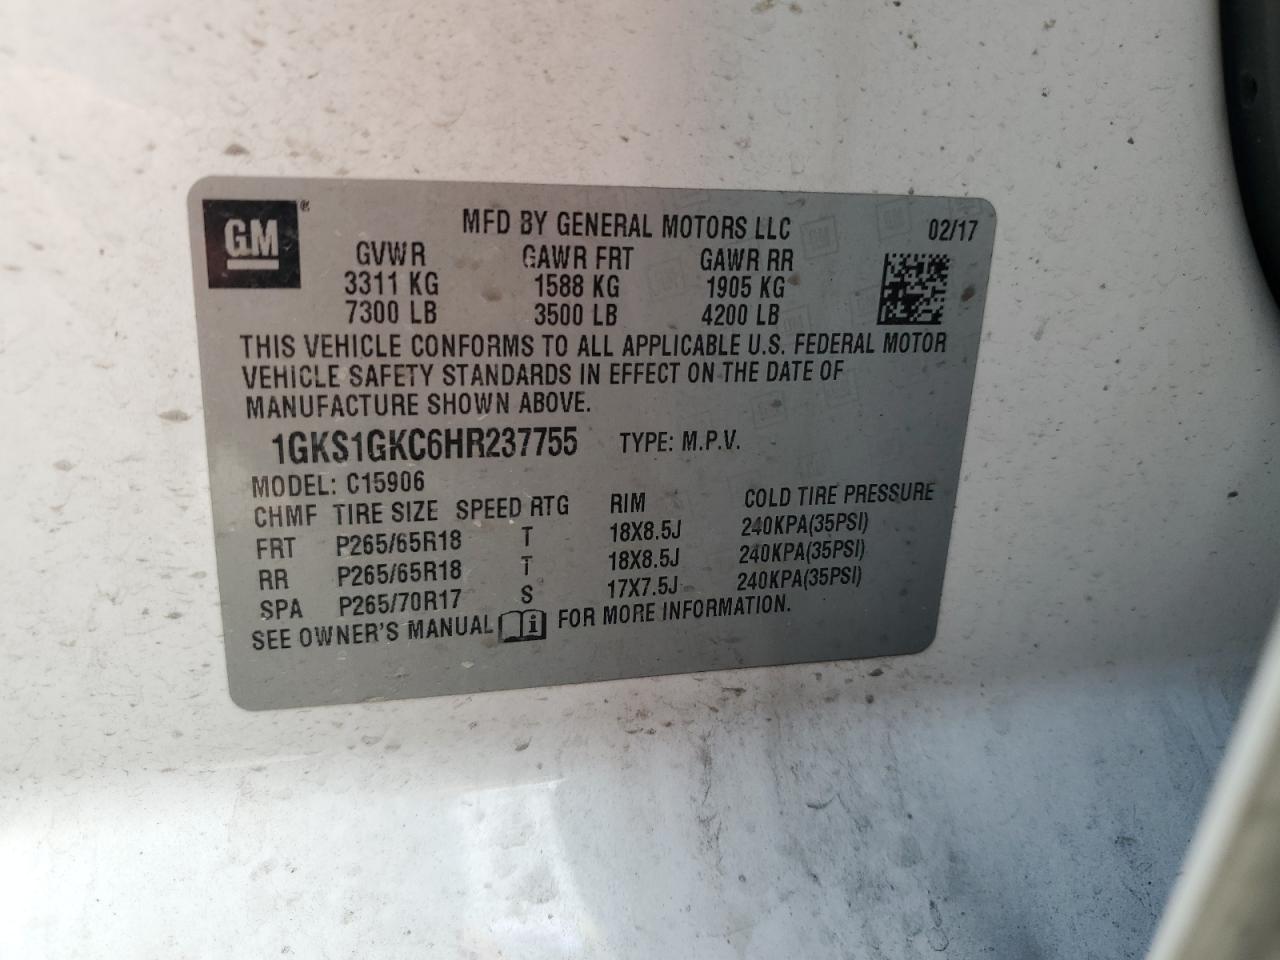 GM ® MFD BY GENERAL MOTORS LLC 02/17
GVWR GAWR FRT GAWR RR
3311 KG 1588 KG 1905 KG
7300 LB 3500 LB 4200 LB
THIS VEHICLE CONFORMS TO ALL APPLICABLE U.S. FEDERAL MOTOR
VEHICLE SAFETY STANDARDS IN EFFECT ON THE DATE OF
MANUFACTURE SHOWN ABOVE.
1GKS1GKC6HR237755 TYPE: M.P.V.
MODEL: C15906
CHMF TIRE SIZE SPEED RTG RIM COLD TIRE PRESSURE
FRT P265/65R18 T 18X8.5J 240KPA(35PSI)
RR P265/65R18 T 18X8.5J 240KPA(35PSI)
SPA P265/70R17 S 17X7.5J 240KPA(35PSI)
SEE OWNER'S MANUAL i FOR MORE INFORMATION.